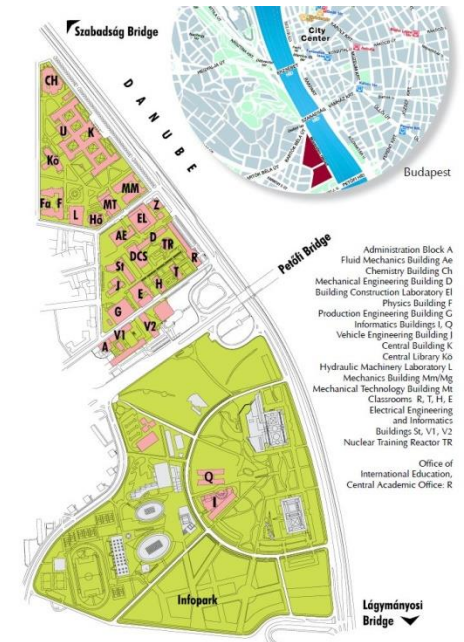 Szabadság Bridge
DANUBE
City
Center
Budapest
CH
U
K
Kö
Fa F
L
Hö
MT
MM
Z
EL
AE
D
TR
DCS
R
St
H
T
J
E
G
V1
V2
A
Petőfi Bridge
Administration Block A
Fluid Mechanics Building Ae
Chemistry Building Ch
Mechanical Engineering Building D
Building Construction Laboratory El
Physics Building F
Production Engineering Building G
Informatics Buildings I, Q
Vehicle Engineering Building J
Central Building K
Central Library Kö
Hydraulic Machinery Laboratory L
Mechanics Building Mm/Mg
Mechanical Technology Building Mt
Classrooms R, T, H, E
Electrical Engineering
and Informatics
Buildings St, V1, V2
Nuclear Training Reactor TR
Office of
International Education,
Central Academic Office: R
Q
I
Infopark
Lágymányosi
Bridge